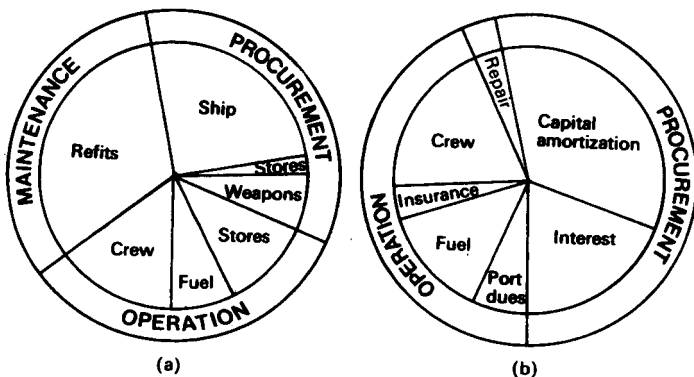 MAINTENANCE
PROCUREMENT
Ship
Refits
Stores
Weapons
Stores
Crew
Fuel
OPERATION
(a)
Repair
PROCUREMENT
Capital
amortization
Crew
Insurance
Interest
Fuel
Port
dues
OPERATION
(b)